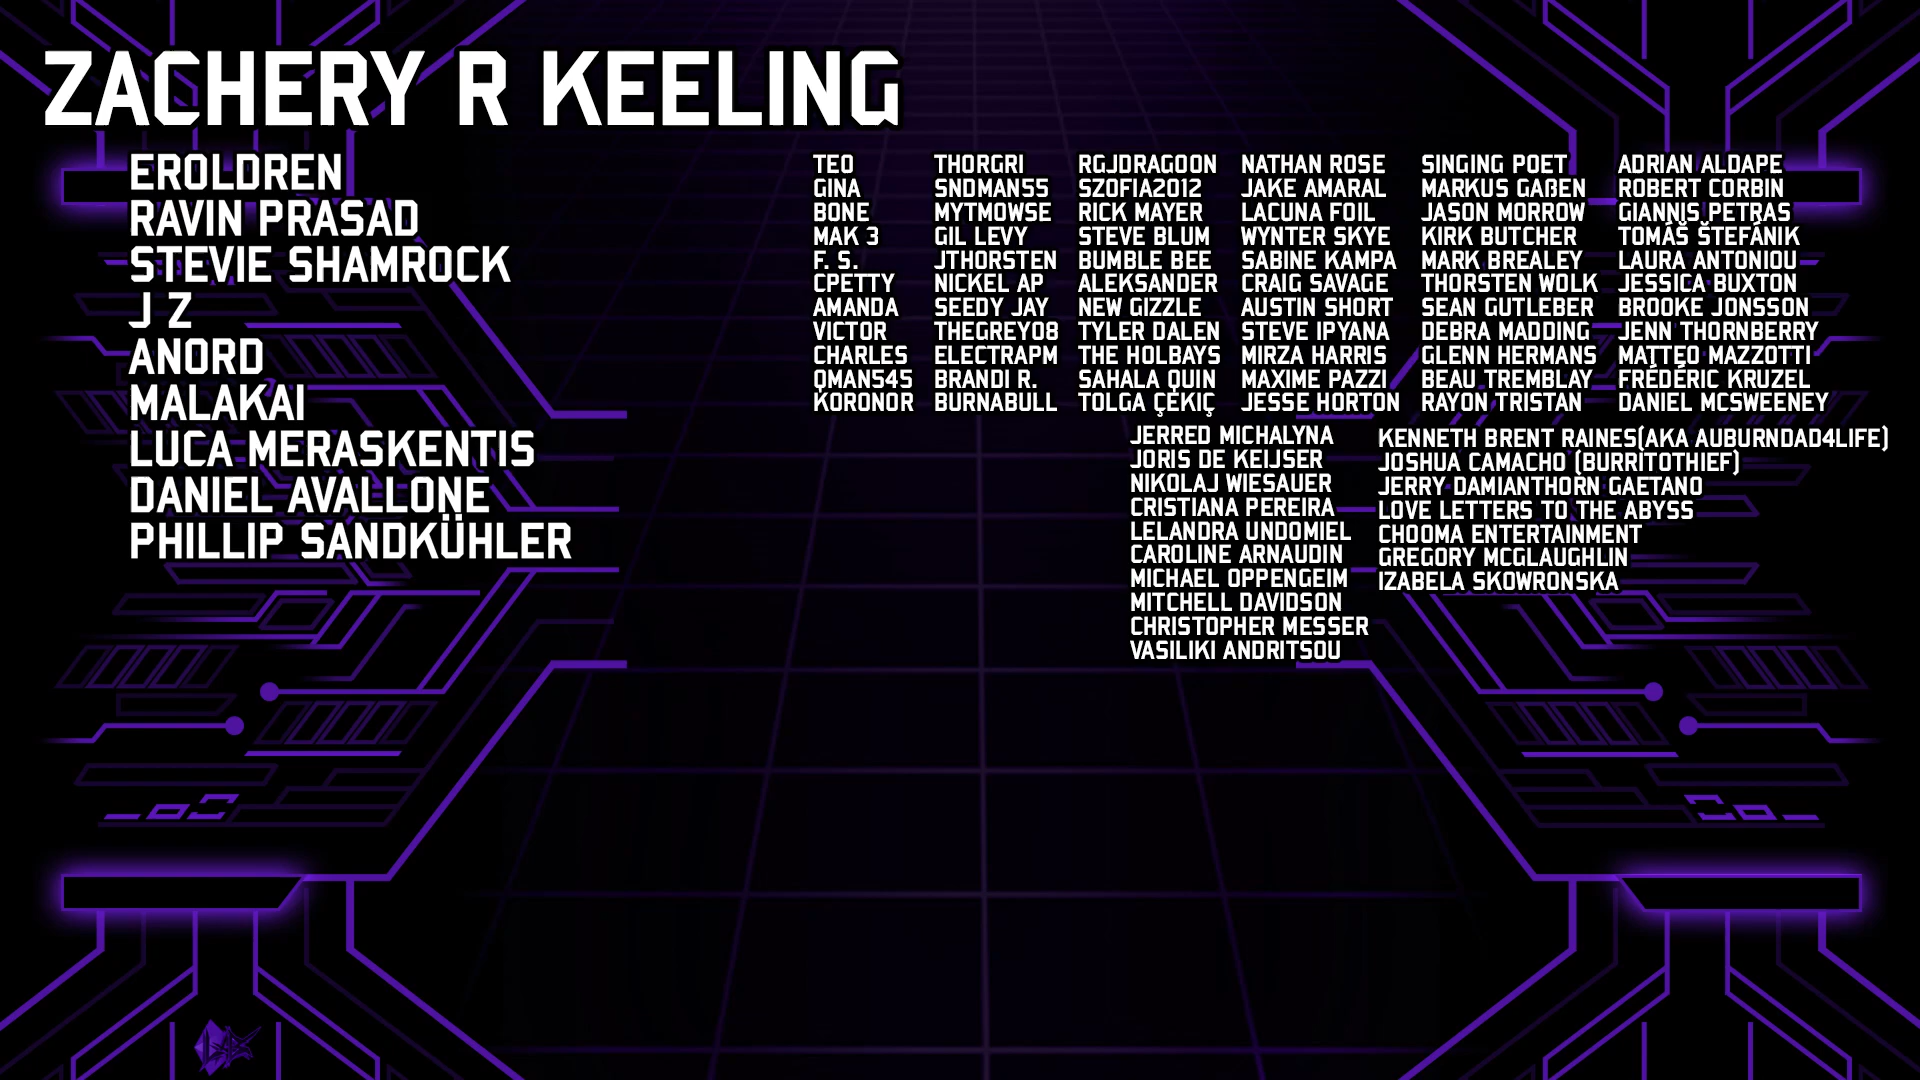 ZACHERY R KEELING
EROLDREN
RAVIN PRASAD
STEVIE SHAMROCK
J Z
ANORD
MALAKAI
LUCA MERASKENTIS
DANIEL AVALLONE
PHILLIP SANDKÜHLER
TEO
GINA
BONE
MAK 3
F. S.
CPETTY
AMANDA
VICTOR
CHARLES
QMAN545
KORONOR
THORGRI
SNDMAN55
MYTMOWSE
GIL LEVY
JTHORSTEN
NICKEL AP
SEEDY JAY
THEGREY08
ELECTRAPM
BRANDI R.
BURNABULL
RGJDRAGOON
SZOFIA2012
RICK MAYER
STEVE BLUM
BUMBLE BEE
ALEKSANDER
NEW GIZZLE
TYLER DALEN
THE HOLBAYS
SAHALA QUIN
TOLGA ÇEKIÇ
NATHAN ROSE
JAKE AMARAL
LACUNA FOIL
WYNTER SKYE
SABINE KAMPA
CRAIG SAVAGE
AUSTIN SHORT
STEVE IPYANA
MIRZA HARRIS
MAXIME PAZZI
JESSE HORTON
SINGING POET
MARKUS GAßEN
JASON MORROW
KIRK BUTCHER
MARK BREALEY
THORSTEN WOLK
SEAN GUTLEBER
DEBRA MADDING
GLENN HERMANS
BEAU TREMBLAY
RAYON TRISTAN
ADRIAN ALDAPE
ROBERT CORBIN
GIANNIS PETRAS
TOMÁŠ ŠTEFÁNIK
LAURA ANTONIOU
JESSICA BUXTON
BROOKE JONSSON
JENN THORNBERRY
MATTEO MAZZOTTI
FRÉDÉRIC KRUZEL
DANIEL MCSWEENEY
JERRED MICHALYNA
JORIS DE KEIJSER
NIKOLAJ WIESAUER
CRISTIANA PEREIRA
LELANDRA UNDOMIEL
CAROLINE ARNAUDIN
MICHAEL OPPENGEIM
MITCHELL DAVIDSON
CHRISTOPHER MESSER
VASILIKI ANDRITSOU
KENNETH BRENT RAINES(AKA AUBURNDAD4LIFE)
JOSHUA CAMACHO (BURRITOTHIEF)
JERRY DAMIANTHORN GAETANO
LOVE LETTERS TO THE ABYSS
CHOOMA ENTERTAINMENT
GREGORY MCGLAUGHLIN
IZABELA SKOWRONSKA